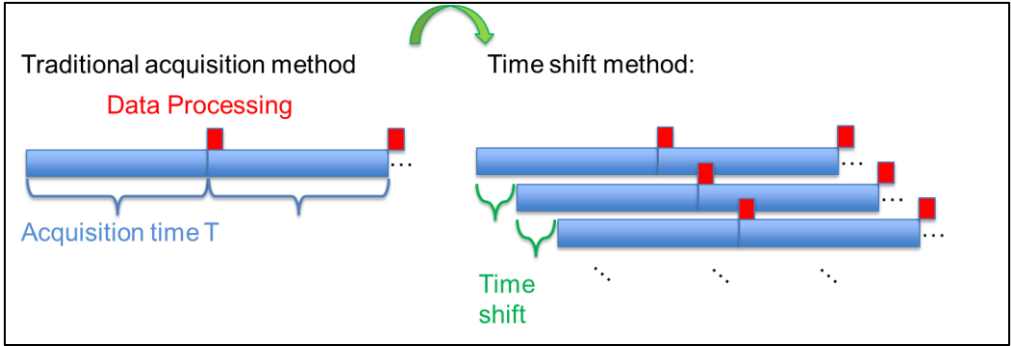 Traditional acquisition method
Data Processing
...
Acquisition time T
Time shift method:
...
...
...
Time
shift